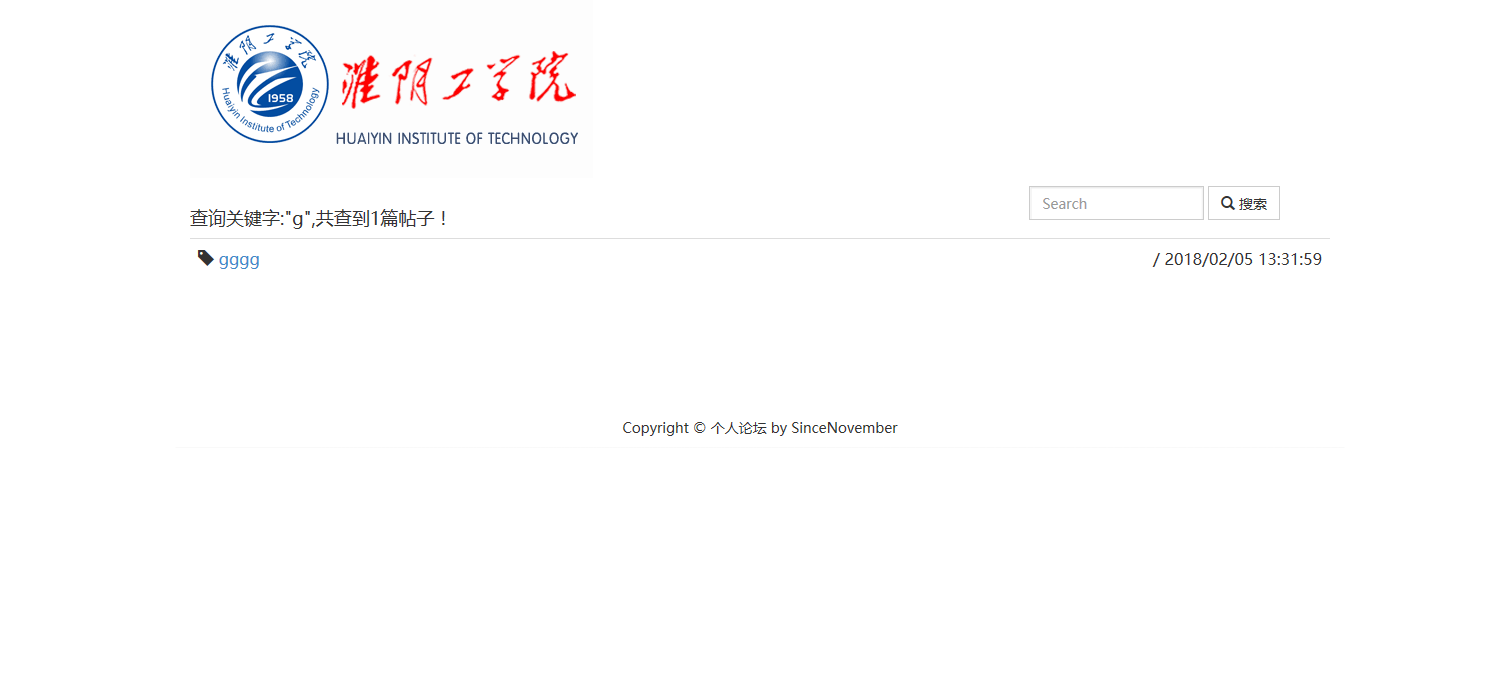 淮阴工学院
1958
Huaiyin Institute of Technology
淮阴工学院
HUAIYIN INSTITUTE OF TECHNOLOGY
Search
搜索
查询关键字:"g",共查到1篇帖子！
gggg
/ 2018/02/05 13:31:59
Copyright © 个人论坛 by SinceNovember